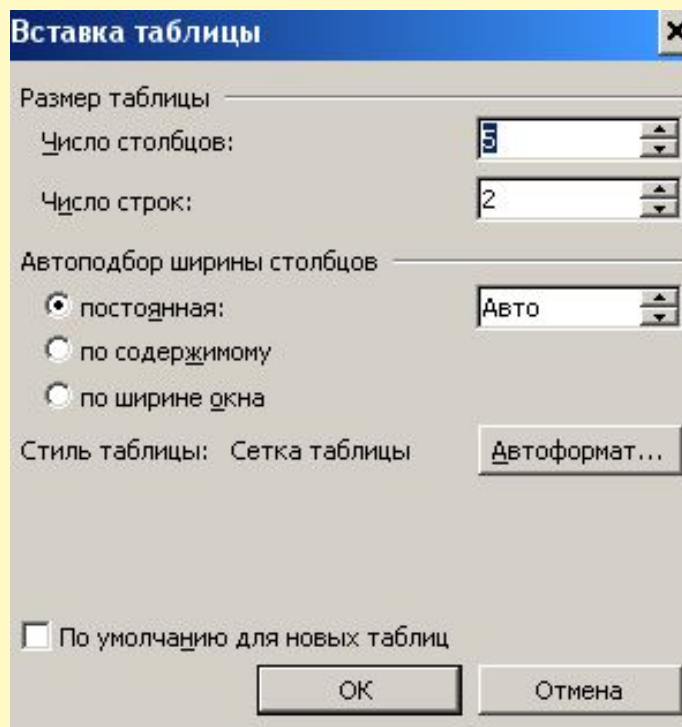 Вставка таблицы
Размер таблицы
Число столбцов: 5
Число строк: 2
Автоподбор ширины столбцов
постоянная: Авто
по содержимому
по ширине окна
Стиль таблицы: Сетка таблицы Автоформат...
По умолчанию для новых таблиц
ОК Отмена